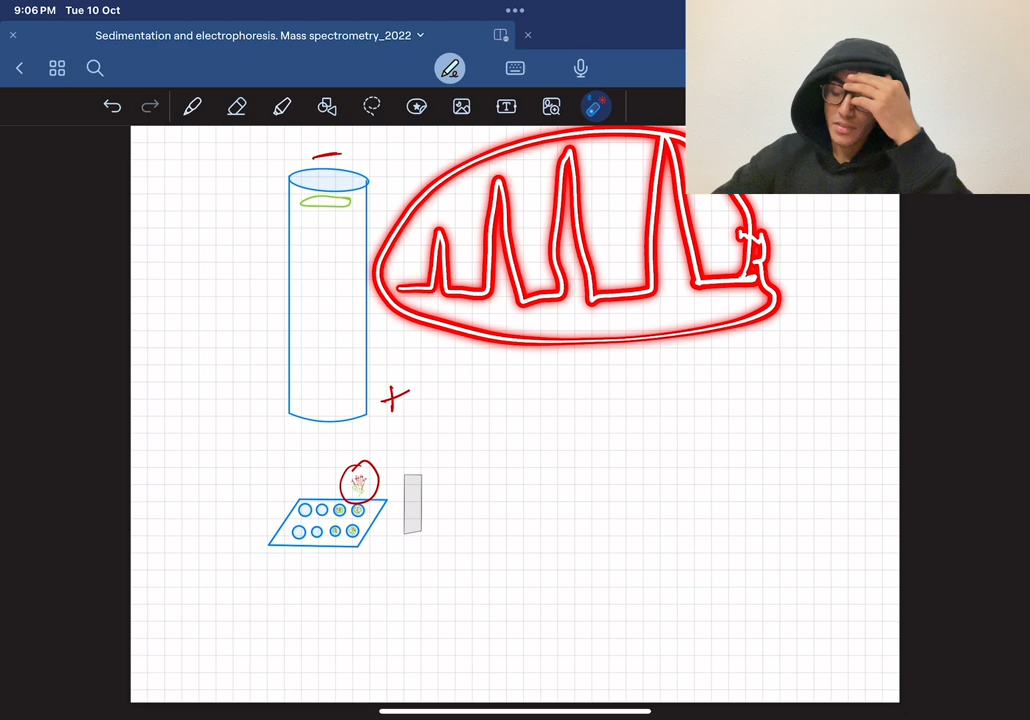 9:06 PM Tue 10 Oct
Sedimentation and electrophoresis. Mass spectrometry_2022
T
−
+